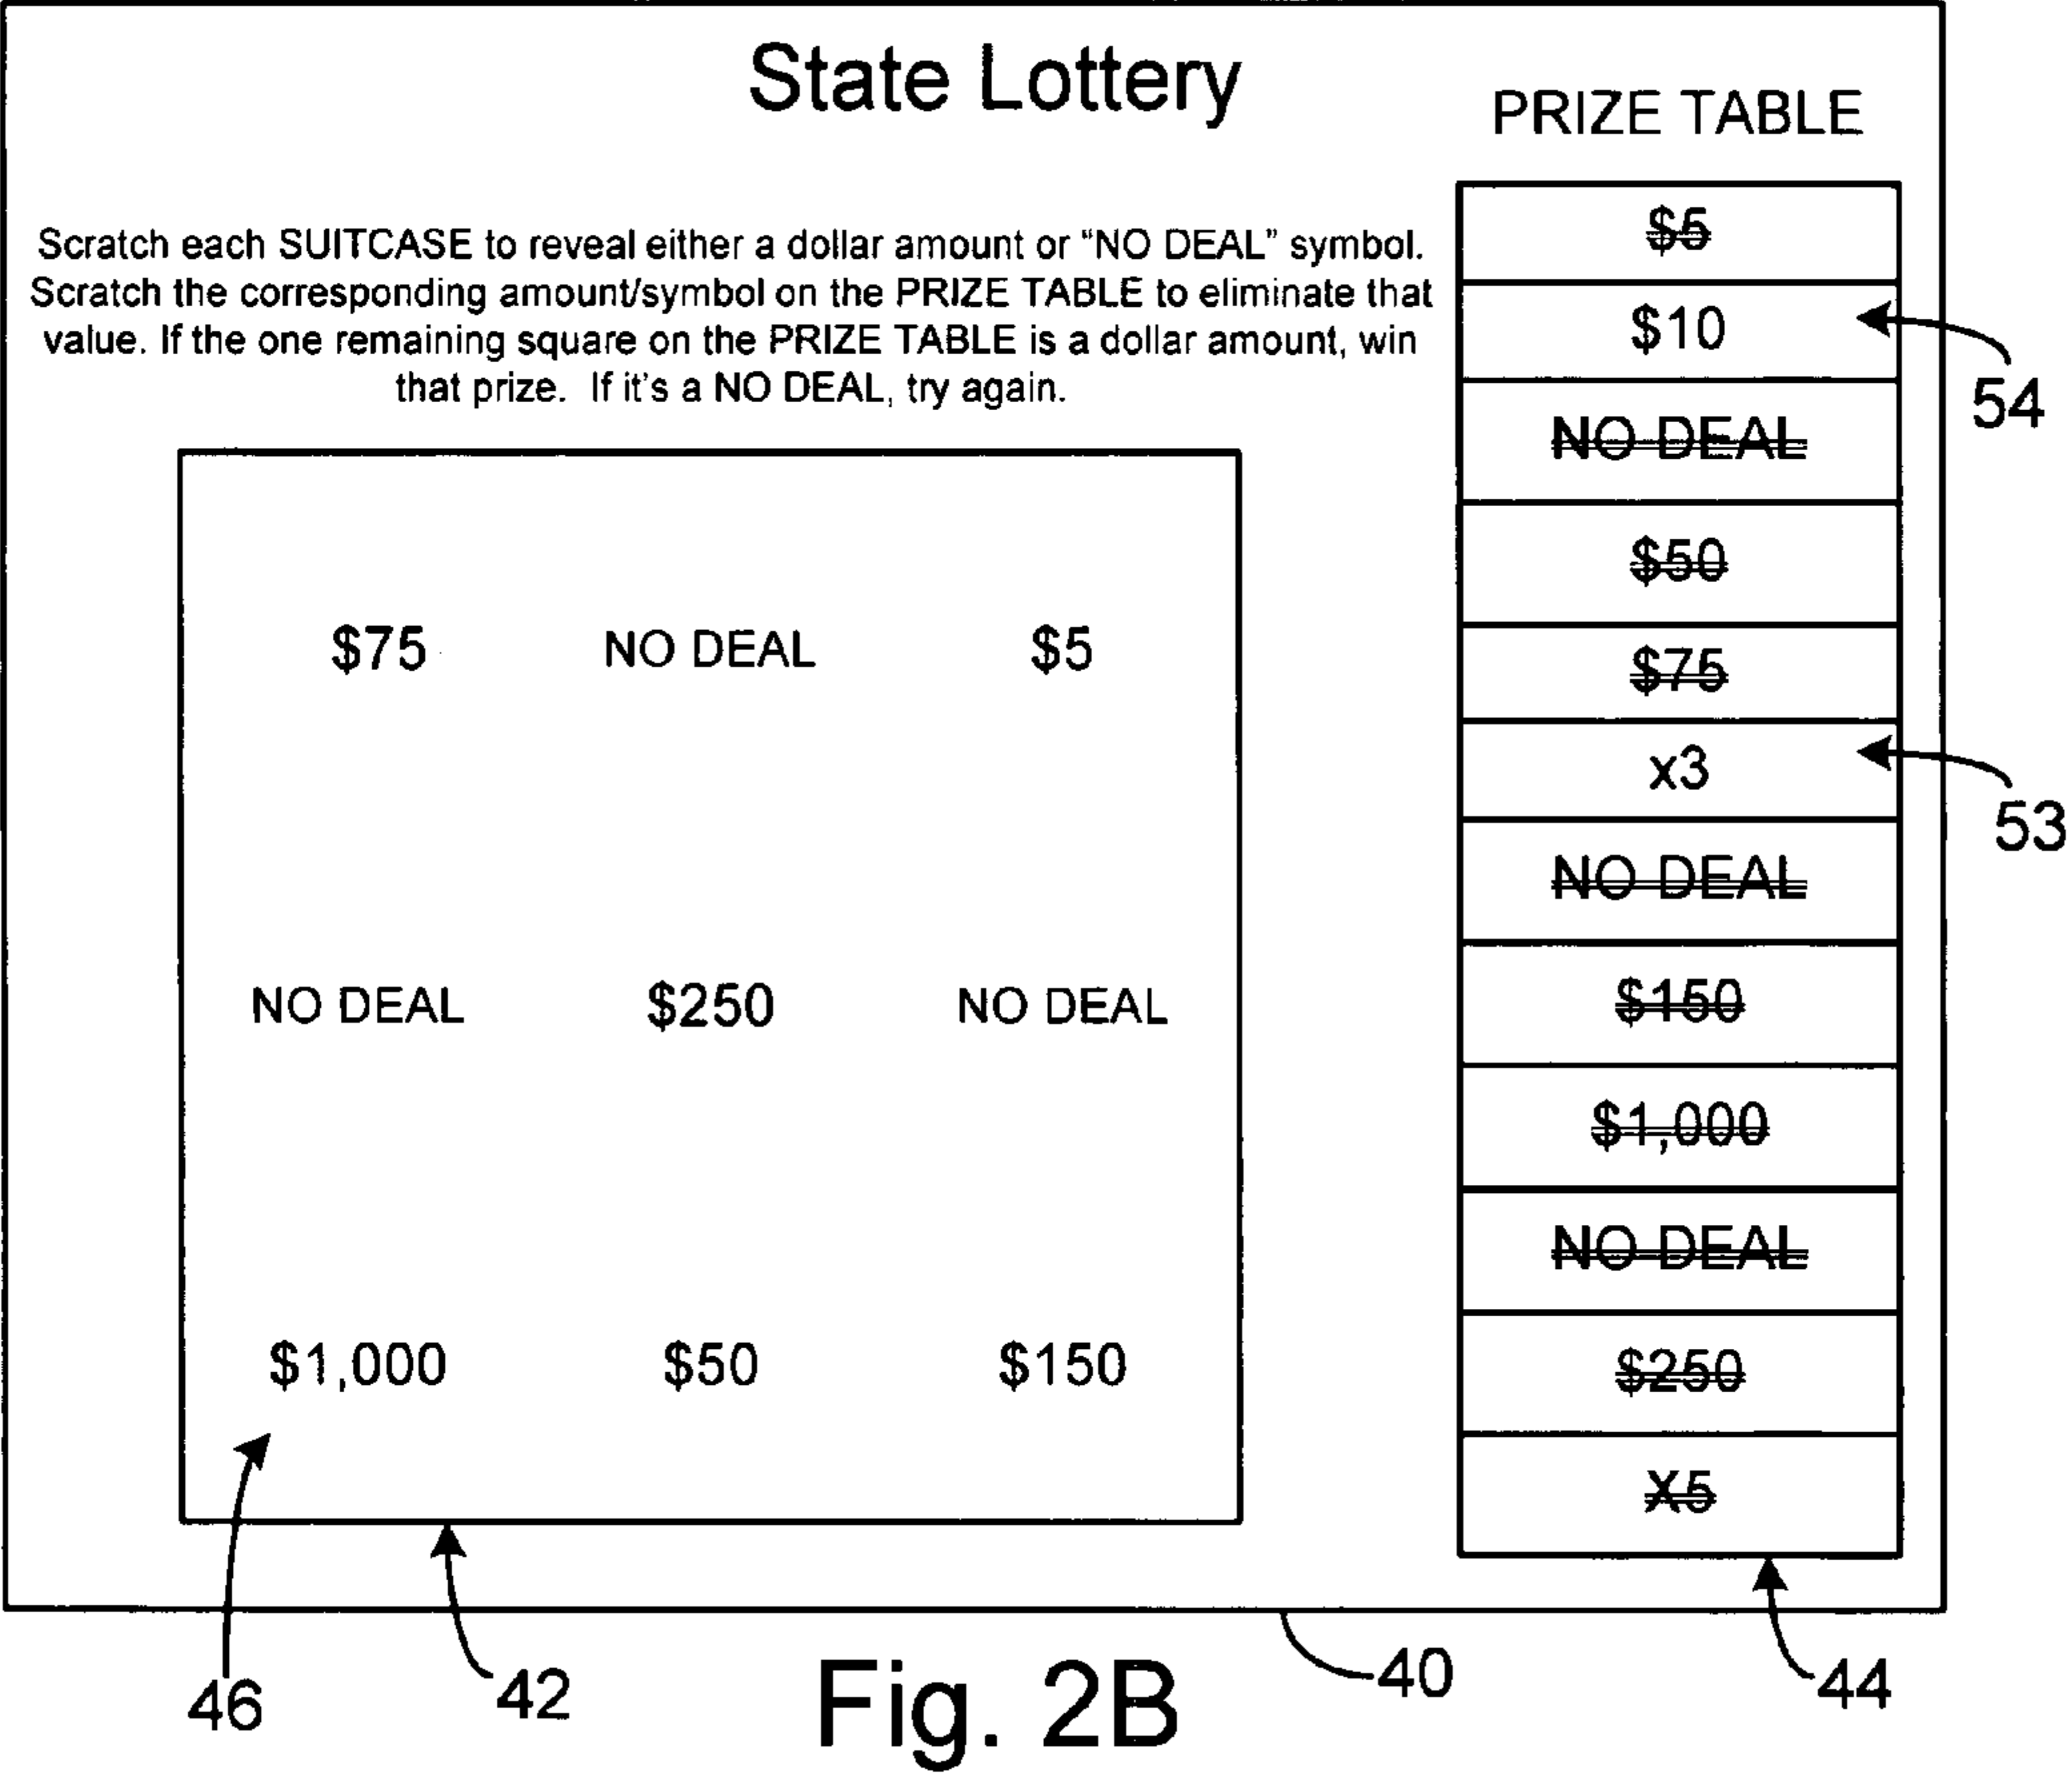 State Lottery
PRIZE TABLE
Scratch each SUITCASE to reveal either a dollar amount or “NO DEAL” symbol.
Scratch the corresponding amount/symbol on the PRIZE TABLE to eliminate that
value. If the one remaining square on the PRIZE TABLE is a dollar amount, win
that prize. If it's a NO DEAL, try again.
$75 NO DEAL $5
NO DEAL $250 NO DEAL
$1,000 $50 $150
$5
$10
NO DEAL
$50
$75
x3
NO DEAL
$150
$1,000
NO DEAL
$250
X5
54
53
46
42
40
44
Fig. 2B